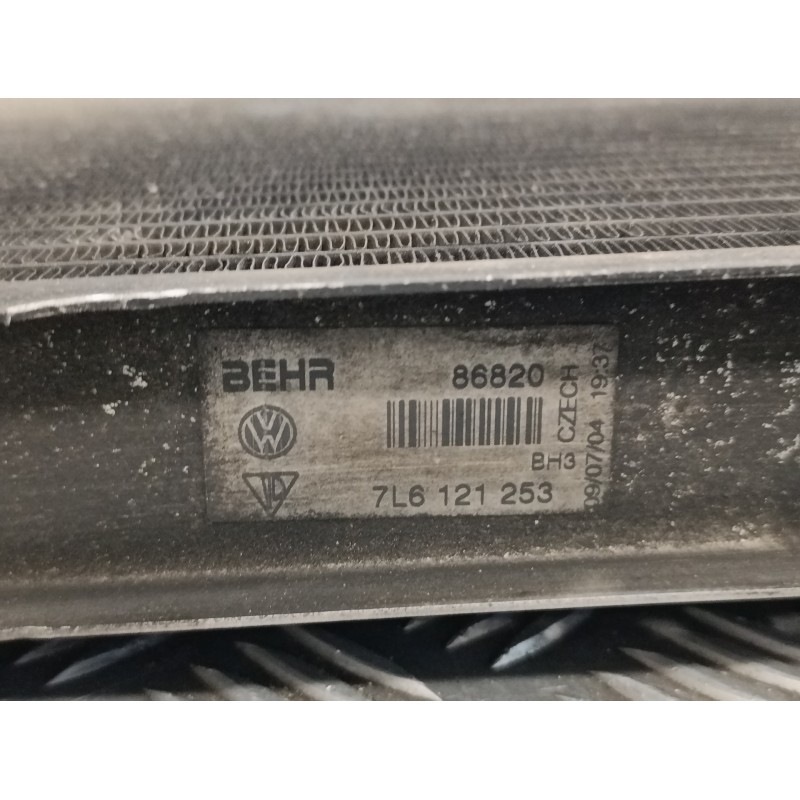 BEHR 86820
CZECH
BH3
7L6 121 253
09/07/04 19:37